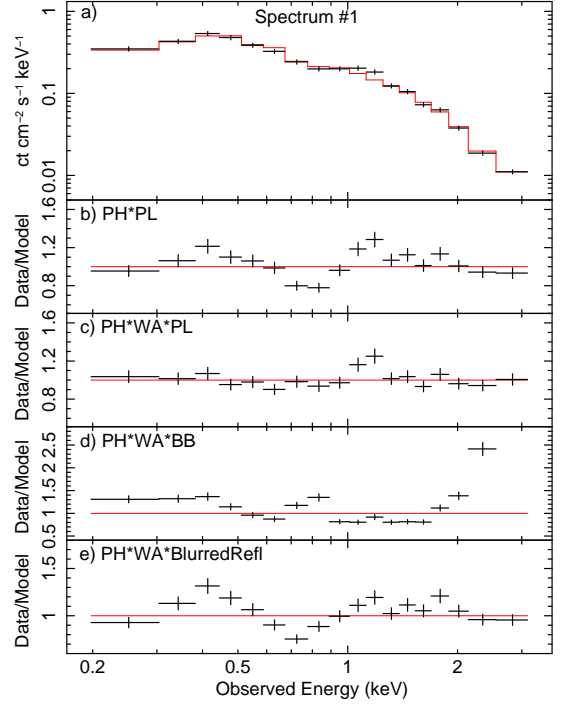 a)
Spectrum #1
ct cm⁻² s⁻¹ keV⁻¹
1
0.1
0.01
b) PH*PL
Data/Model
1.6
1.2
0.8
c) PH*WA*PL
Data/Model
1.6
1.2
0.8
d) PH*WA*BB
Data/Model
2.5
2
1.5
1
0.5
e) PH*WA*BlurredRefl
Data/Model
1.5
1
0.2
0.5
1
2
Observed Energy (keV)